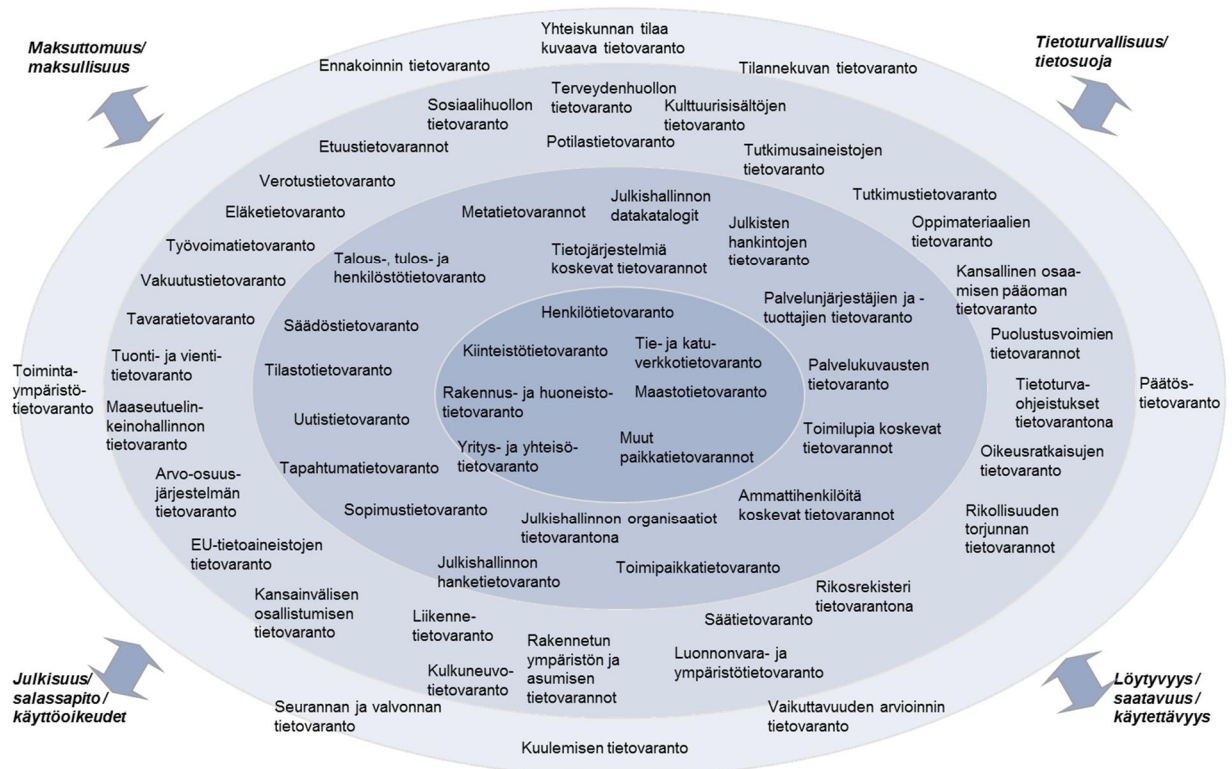 Yhteiskunnan tilaa
kuvaava tietovaranto
Maksuttomuus/
maksullisuus
Tietoturvallisuus/
tietosuoja
Ennakoinnin tietovaranto
Tilannekuvan tietovaranto
Terveydenhuollon
tietovaranto
Sosiaalihuollon
tietovaranto
Kulttuurisisältöjen
tietovaranto
Etuustietovarannot
Potilastietovaranto
Tutkimusaineistojen
tietovaranto
Verotustietovaranto
Tutkimustietovaranto
Eläketietovaranto
Metatietovarannot
Julkishallinnon
datakatalogit
Julkisten
hankintojen
tietovaranto
Oppimateriaalien
tietovaranto
Työvoimatietovaranto
Talous-, tulos- ja
henkilöstötietovaranto
Tietojärjestelmiä
koskevat tietovarannot
Vakuutustietovaranto
Kansallinen osaa-
misen pääoman
tietovaranto
Palvelunjärjestäjien ja -
tuottajien tietovaranto
Henkilötietovaranto
Tavaratietovaranto
Säädöstietovaranto
Puolustusvoimien
tietovarannot
Tuonti- ja vienti-
tietovaranto
Kiinteistötietovaranto
Tie- ja katu-
verkkotietovaranto
Palvelukuvausten
tietovaranto
Toiminta-
ympäristö-
tietovaranto
Tilastotietovaranto
Tietoturva-
ohjeistukset
tietovarantona
Päätös-
tietovaranto
Rakennus- ja huoneisto-
tietovaranto
Maastotietovaranto
Maaseutuelin-
keinohallinnon
tietovaranto
Uutistietovaranto
Toimilupia koskevat
tietovarannot
Yritys- ja yhteisö-
tietovaranto
Muut
paikkatietovarannot
Oikeusratkaisujen
tietovaranto
Arvo-osuus-
järjestelmän
tietovaranto
Tapahtumatietovaranto
Ammattihenkilöitä
koskevat tietovarannot
Sopimustietovaranto
Julkishallinnon organisaatiot
tietovarantona
Rikollisuuden
torjunnan
tietovarannot
EU-tietoaineistojen
tietovaranto
Julkishallinnon
hanketietovaranto
Toimipaikkatietovaranto
Kansainvälisen
osallistumisen
tietovaranto
Rikosrekisteri
tietovarantona
Liikenne-
tietovaranto
Säätietovaranto
Rakennetun
ympäristön ja
asumisen
tietovarannot
Luonnonvara- ja
ympäristötietovaranto
Kulkuneuvo-
tietovaranto
Julkisuus/
salassapito/
käyttöoikeudet
Löytyvyys/
saatavuus/
käytettävyys
Seurannan ja valvonnan
tietovaranto
Vaikuttavuuden arvioinnin
tietovaranto
Kuulemisen tietovaranto